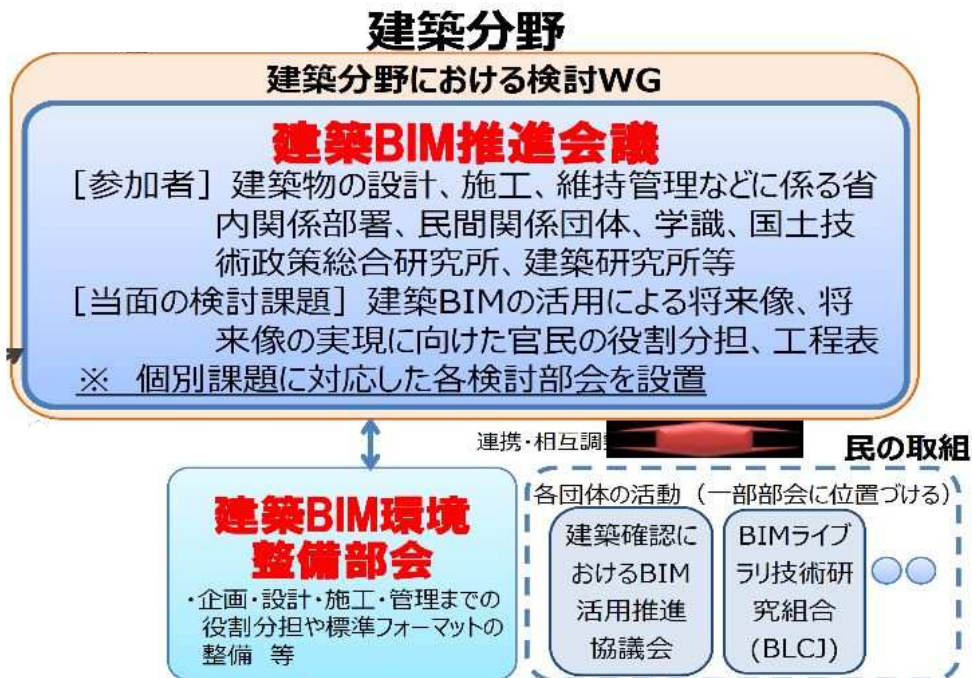 建築分野
建築分野における検討WG
建築BIM推進会議
［参加者］建築物の設計、施工、維持管理などに係る省
内関係部署、民間関係団体、学識、国土技
術政策総合研究所、建築研究所等
［当面の検討課題］建築BIMの活用による将来像、将
来像の実現に向けた官民の役割分担、工程表
※　個別課題に対応した各検討部会を設置
連携・相互調
民の取組
建築BIM環境
整備部会
・企画・設計・施工・管理までの
役割分担や標準フォーマットの
整備 等
各団体の活動（一部部会に位置づける）
建築確認に
おけるBIM
活用推進
協議会
BIMライブ
ラリ技術研
究組合
(BLCJ)